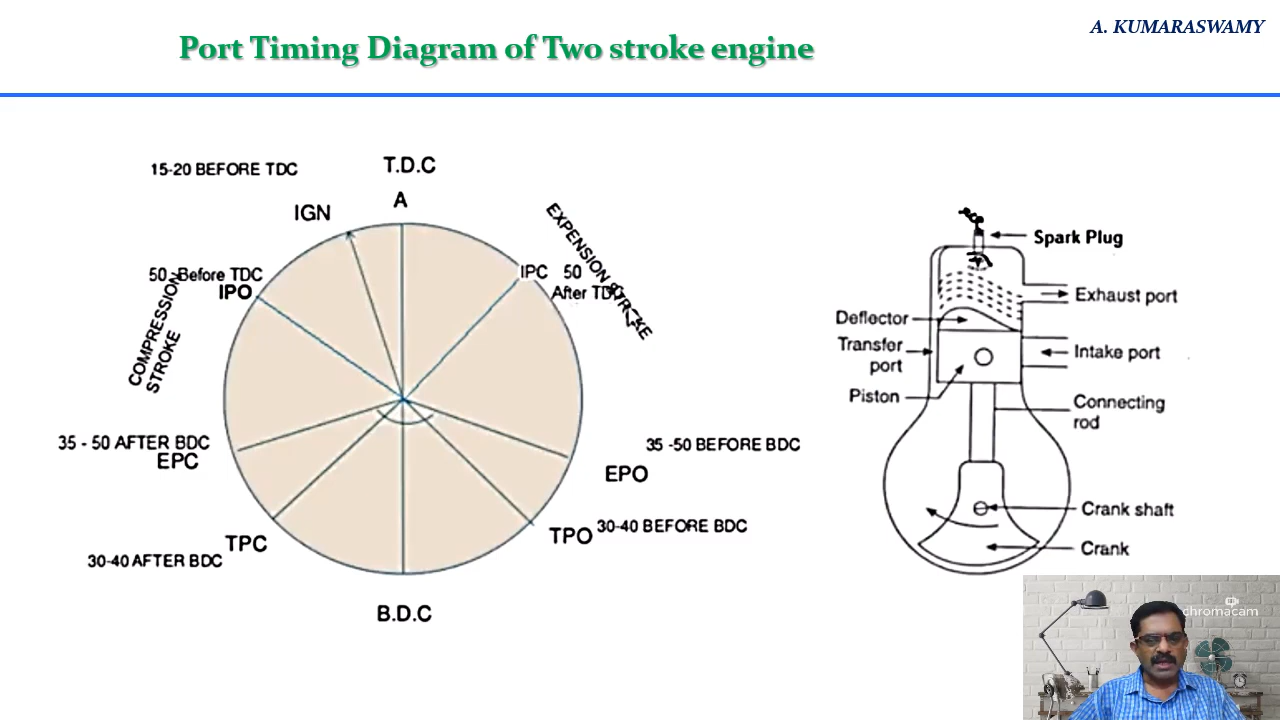 Port Timing Diagram of Two stroke engine
A. KUMARASWAMY
15-20 BEFORE TDC
T.D.C
A
IGN
50 Before TDC
IPO
COMPRESSION
STROKE
EXPENSION STROKE
IPC 50
After TDC
35 - 50 AFTER BDC
EPC
35 -50 BEFORE BDC
EPO
TPO 30-40 BEFORE BDC
TPC
30-40 AFTER BDC
B.D.C
Spark Plug
Exhaust port
Deflector
Transfer
port
Intake port
Piston
Connecting
rod
Crank shaft
Crank
chromacam